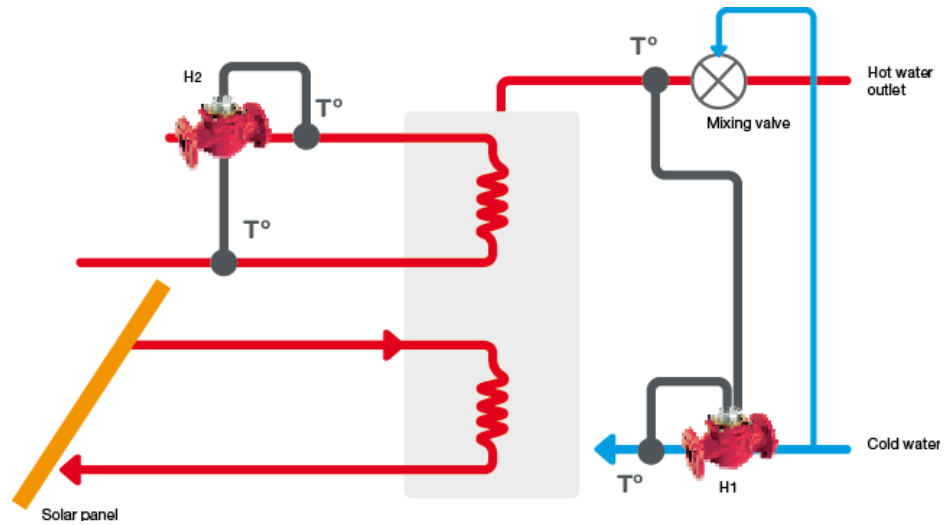 H2
T°
T°
T°
Mixing valve
Hot water
outlet
Cold water
T°
H1
Solar panel